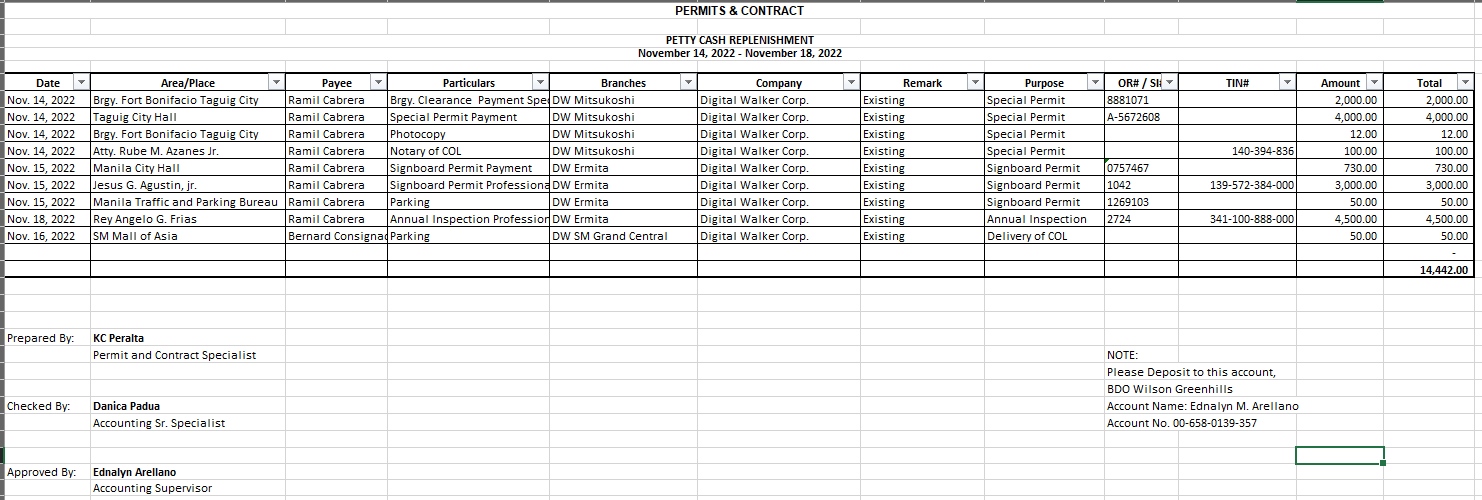 PERMITS & CONTRACT
PETTY CASH REPLENISHMENT
November 14, 2022 - November 18, 2022
Date Area/Place Payee Particulars Branches Company Remark Purpose OR# / SI# TIN# Amount Total
Nov. 14, 2022 Brgy. Fort Bonifacio Taguig City Ramil Cabrera Brgy. Clearance Payment Spec DW Mitsukoshi Digital Walker Corp. Existing Special Permit 8881071 2,000.00 2,000.00
Nov. 14, 2022 Taguig City Hall Ramil Cabrera Special Permit Payment DW Mitsukoshi Digital Walker Corp. Existing Special Permit A-5672608 4,000.00 4,000.00
Nov. 14, 2022 Brgy. Fort Bonifacio Taguig City Ramil Cabrera Photocopy DW Mitsukoshi Digital Walker Corp. Existing Special Permit 12.00 12.00
Nov. 14, 2022 Atty. Rube M. Azanes Jr. Ramil Cabrera Notary of COL DW Mitsukoshi Digital Walker Corp. Existing Special Permit 140-394-836 100.00 100.00
Nov. 15, 2022 Manila City Hall Ramil Cabrera Signboard Permit Payment DW Ermita Digital Walker Corp. Existing Signboard Permit 0757467 730.00 730.00
Nov. 15, 2022 Jesus G. Agustin, jr. Ramil Cabrera Signboard Permit Professiona DW Ermita Digital Walker Corp. Existing Signboard Permit 1042 139-572-384-000 3,000.00 3,000.00
Nov. 15, 2022 Manila Traffic and Parking Bureau Ramil Cabrera Parking DW Ermita Digital Walker Corp. Existing Signboard Permit 1269103 50.00 50.00
Nov. 18, 2022 Rey Angelo G. Frias Ramil Cabrera Annual Inspection Profession DW Ermita Digital Walker Corp. Existing Annual Inspection 2724 341-100-888-000 4,500.00 4,500.00
Nov. 16, 2022 SM Mall of Asia Bernard Consignad Parking DW SM Grand Central Digital Walker Corp. Existing Delivery of COL 50.00 50.00
-
14,442.00
Prepared By: KC Peralta
Permit and Contract Specialist NOTE:
Please Deposit to this account,
BDO Wilson Greenhills
Checked By: Danica Padua Account Name: Ednalyn M. Arellano
Accounting Sr. Specialist Account No. 00-658-0139-357
Approved By: Ednalyn Arellano
Accounting Supervisor